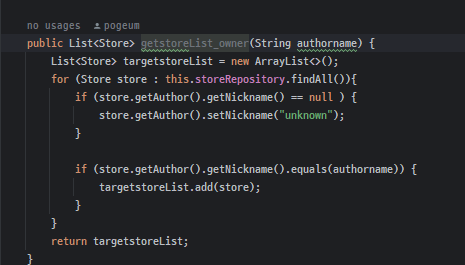 no usages  pogeum
public List<Store> getstoreList_owner(String authorname) {
    List<Store> targetstoreList = new ArrayList<>();
    for (Store store : this.storeRepository.findAll()){
        if (store.getAuthor().getNickname() == null ) {
            store.getAuthor().setNickname("unknown");
        }

        if (store.getAuthor().getNickname().equals(authorname)) {
            targetstoreList.add(store);
        }
    }
    return targetstoreList;
}